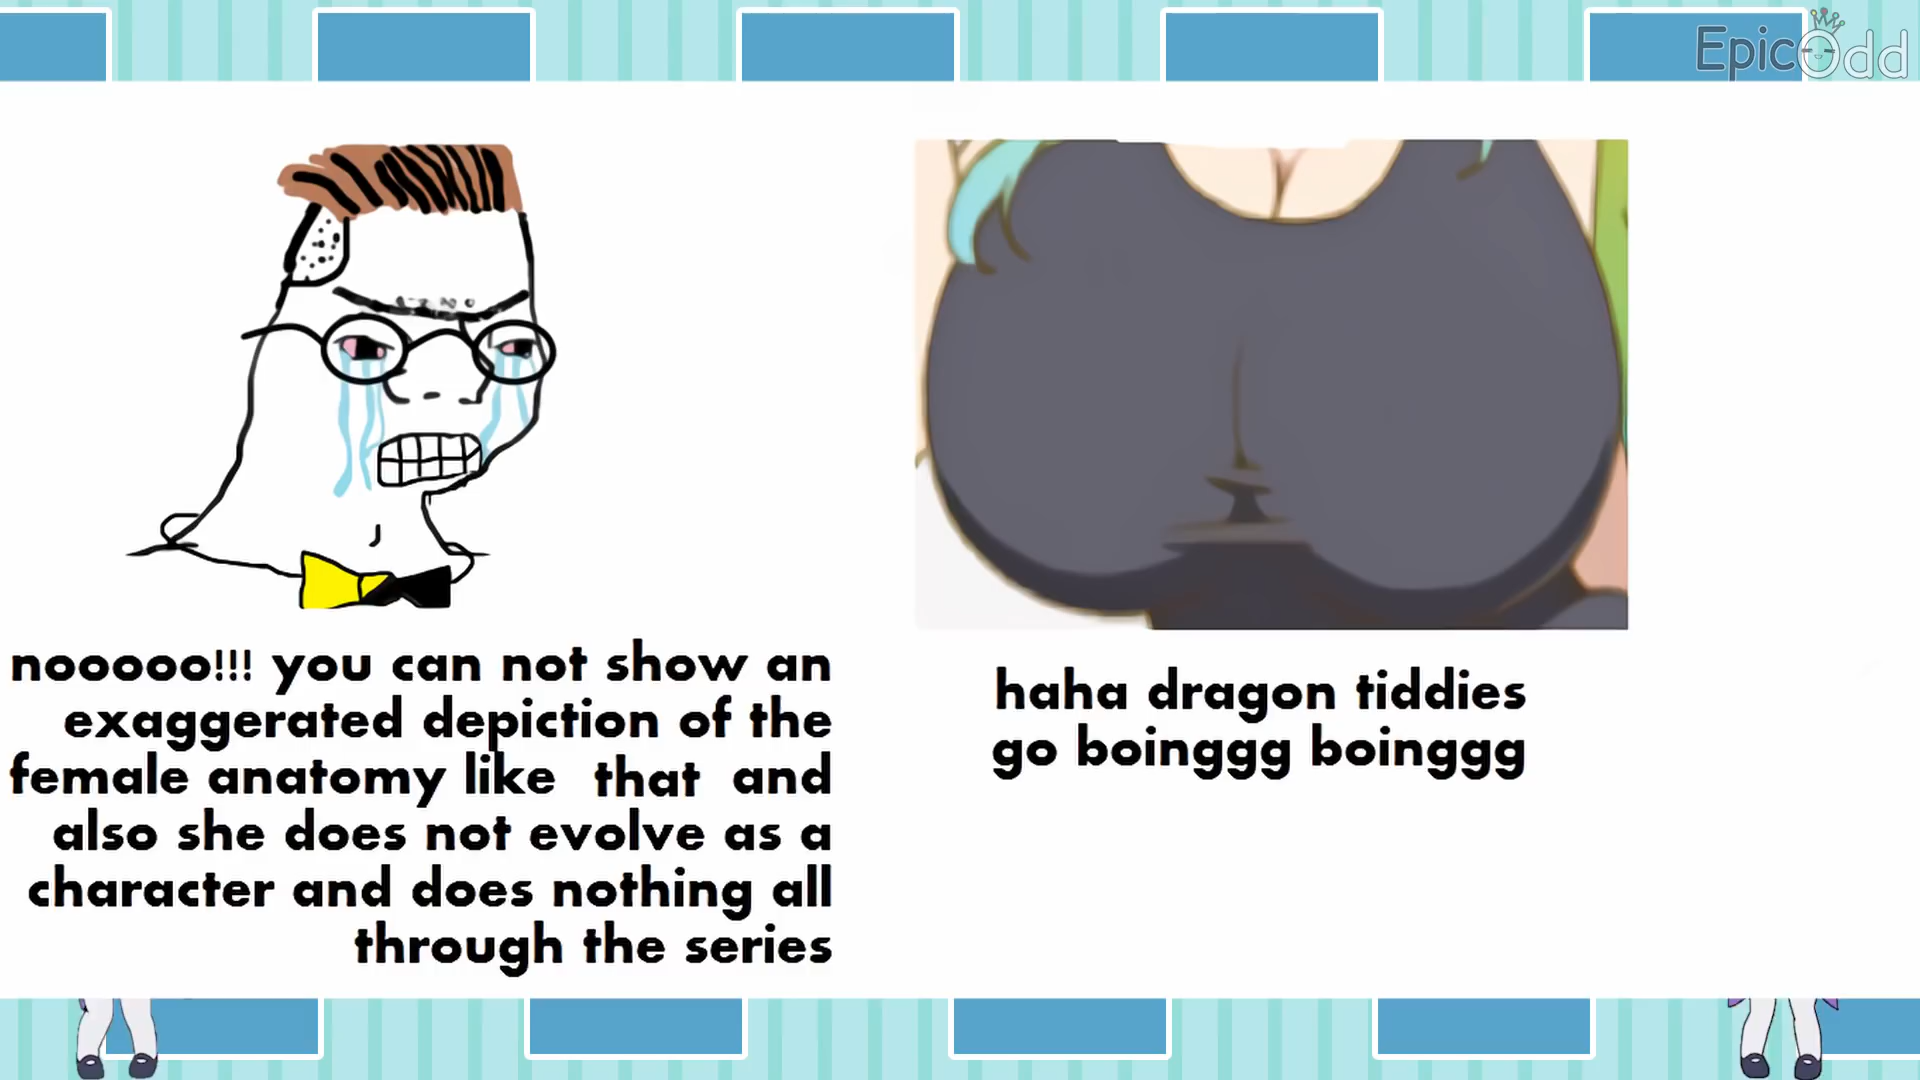 EpicOdd
nooooo!!! you can not show an
exaggerated depiction of the
female anatomy like that and
also she does not evolve as a
character and does nothing all
through the series
haha dragon tiddies
go boinggg boinggg